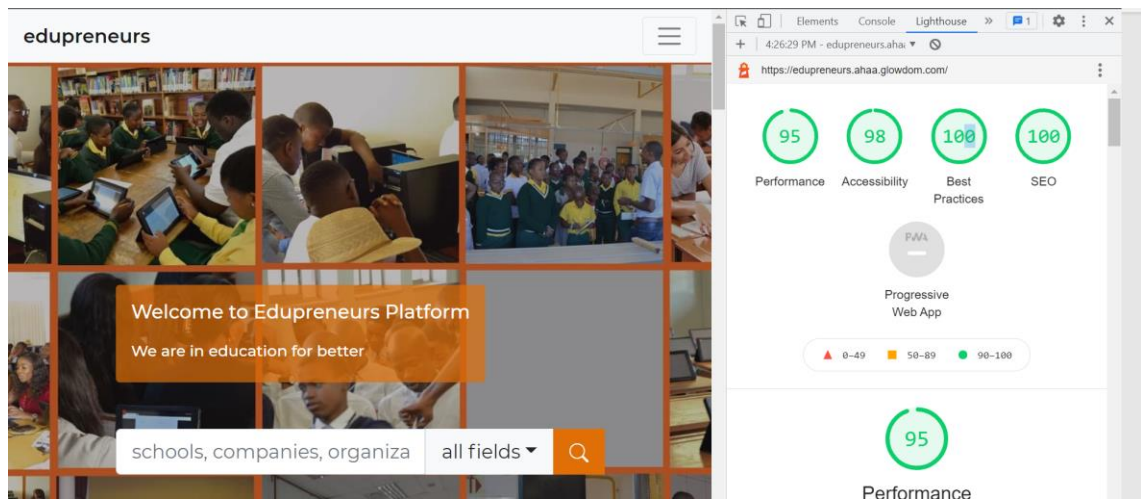 edupreneurs
Welcome to Edupreneurs Platform
We are in education for better
schools, companies, organiza
all fields
Elements Console Lighthouse » 1
+ 4:26:29 PM - edupreneurs.ahaa
https://edupreneurs.ahaa.glowdom.com/
95 98 100 100
Performance Accessibility Best Practices SEO
PWA
Progressive
Web App
0-49 50-89 90-100
95
Performance